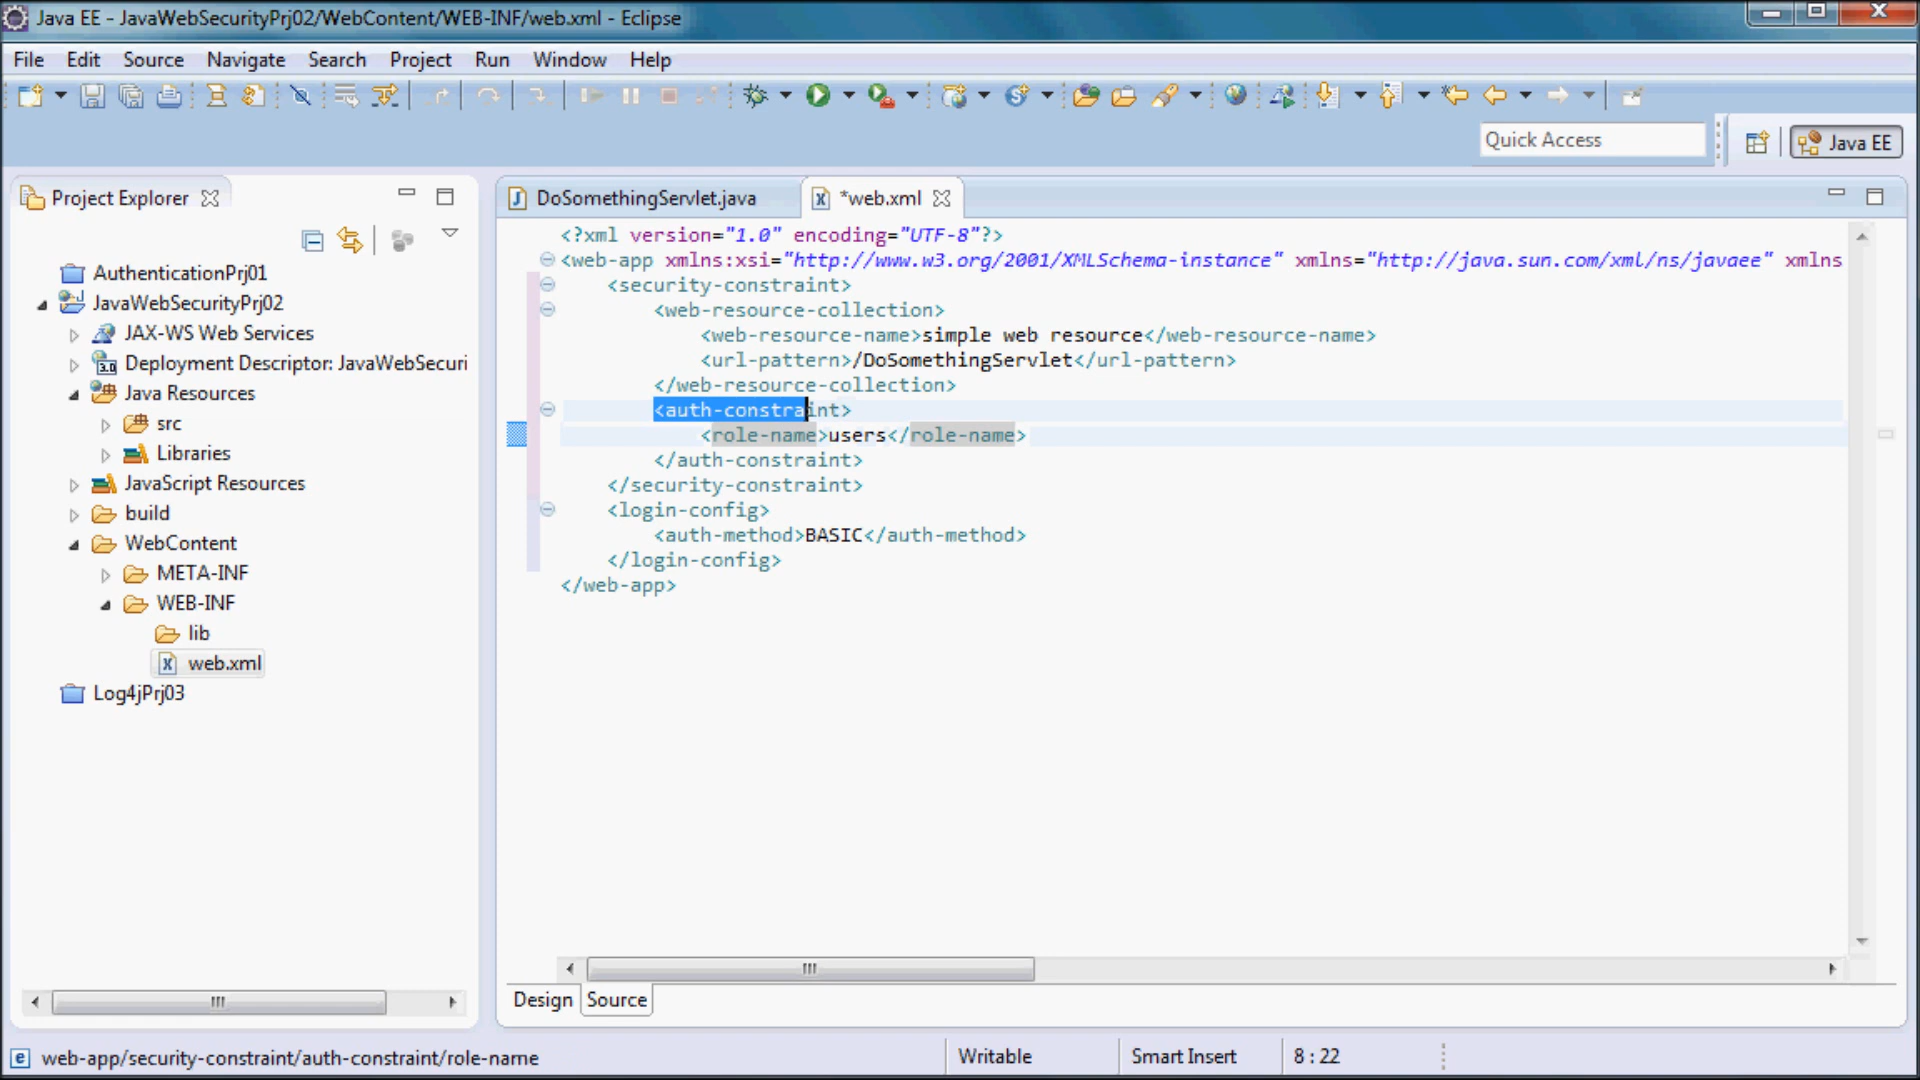 Java EE - JavaWebSecurityPrj02/WebContent/WEB-INF/web.xml - Eclipse
File Edit Source Navigate Search Project Run Window Help
Quick Access
Java EE
Project Explorer
AuthenticationPrj01
JavaWebSecurityPrj02
JAX-WS Web Services
3.0 Deployment Descriptor: JavaWebSecuri
Java Resources
src
Libraries
JavaScript Resources
build
WebContent
META-INF
WEB-INF
lib
web.xml
Log4jPrj03
DoSomethingServlet.java
*web.xml
<?xml version="1.0" encoding="UTF-8"?>
<web-app xmlns:xsi="http://www.w3.org/2001/XMLSchema-instance" xmlns="http://java.sun.com/xml/ns/javaee" xmlns
<security-constraint>
<web-resource-collection>
<web-resource-name>simple web resource</web-resource-name>
<url-pattern>/DoSomethingServlet</url-pattern>
</web-resource-collection>
<auth-constraint>
<role-name>users</role-name>
</auth-constraint>
</security-constraint>
<login-config>
<auth-method>BASIC</auth-method>
</login-config>
</web-app>
Design Source
web-app/security-constraint/auth-constraint/role-name
Writable
Smart Insert
8 : 22